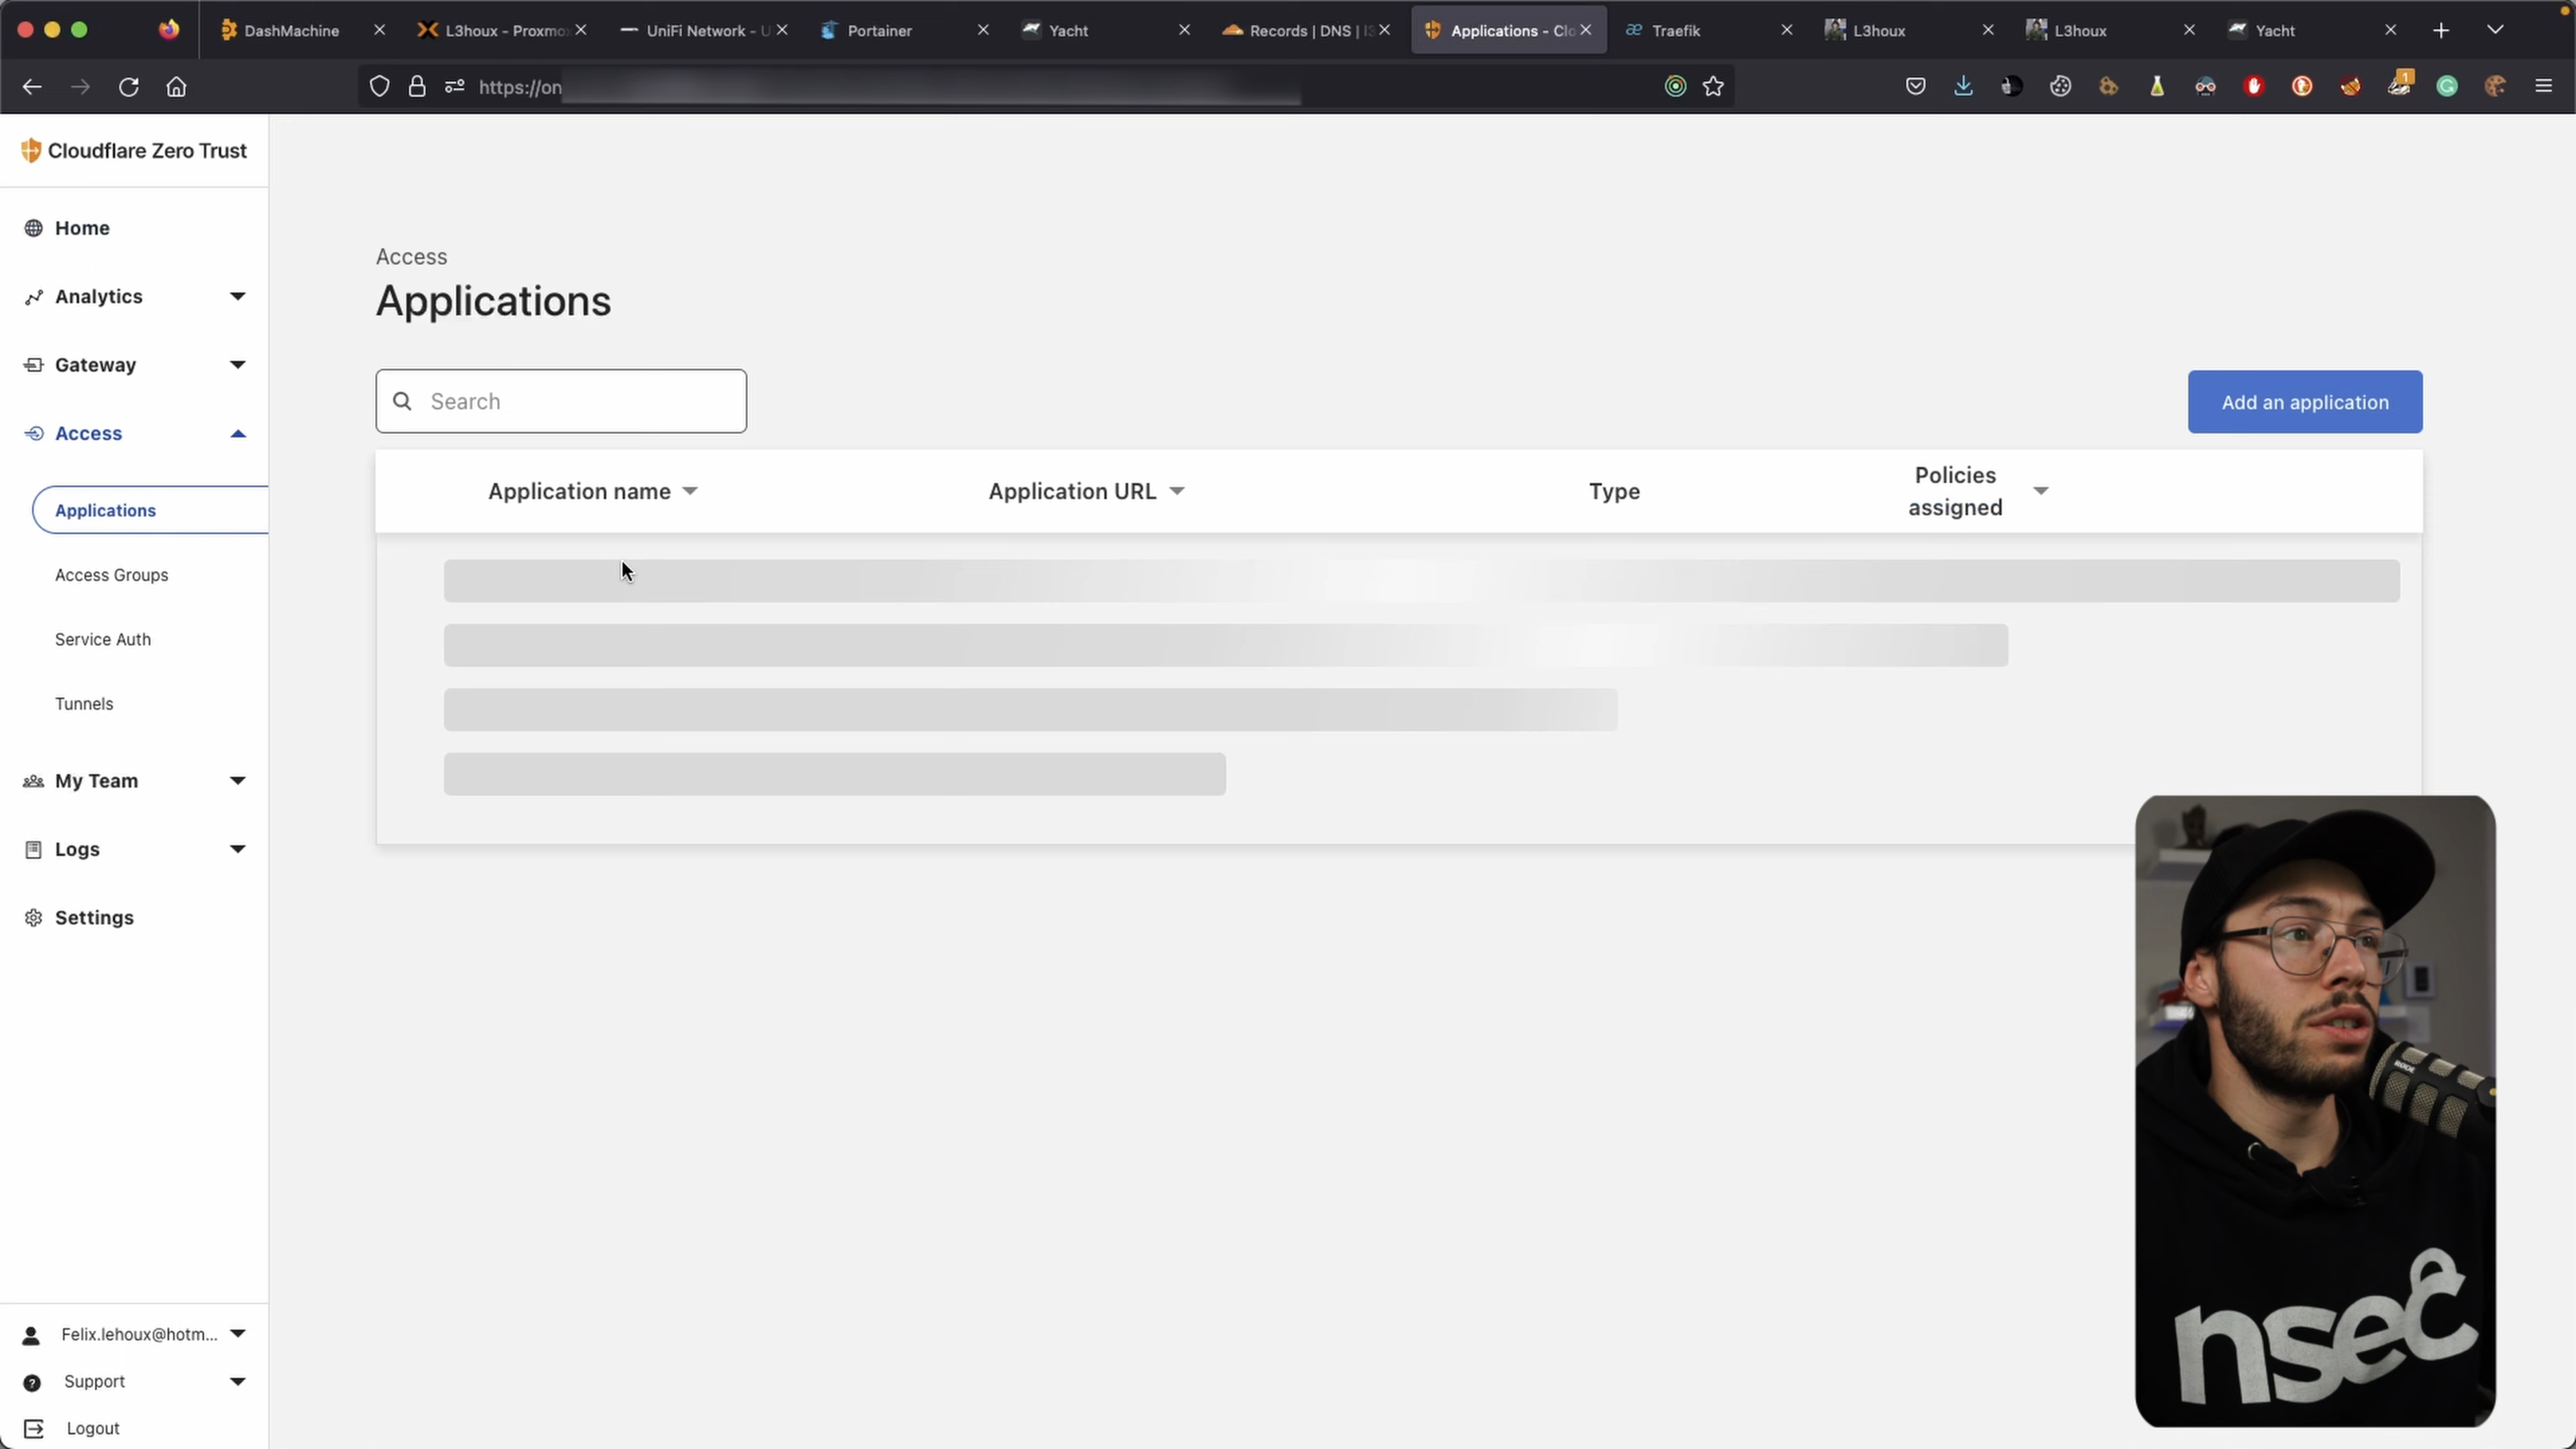 DashMachine
L3houx - Proxmo
UniFi Network - U
Portainer
Yacht
Records | DNS |
Applications - Clo
Traefik
L3houx
L3houx
Yacht
https://on
1
Cloudflare Zero Trust
Home
Analytics
Gateway
Access
Applications
Access Groups
Service Auth
Tunnels
My Team
Logs
Settings
Felix.lehoux@hotm...
Support
Logout
Access
Applications
Search
Add an application
Application name
Application URL
Type
Policies
assigned
RODE
nsec